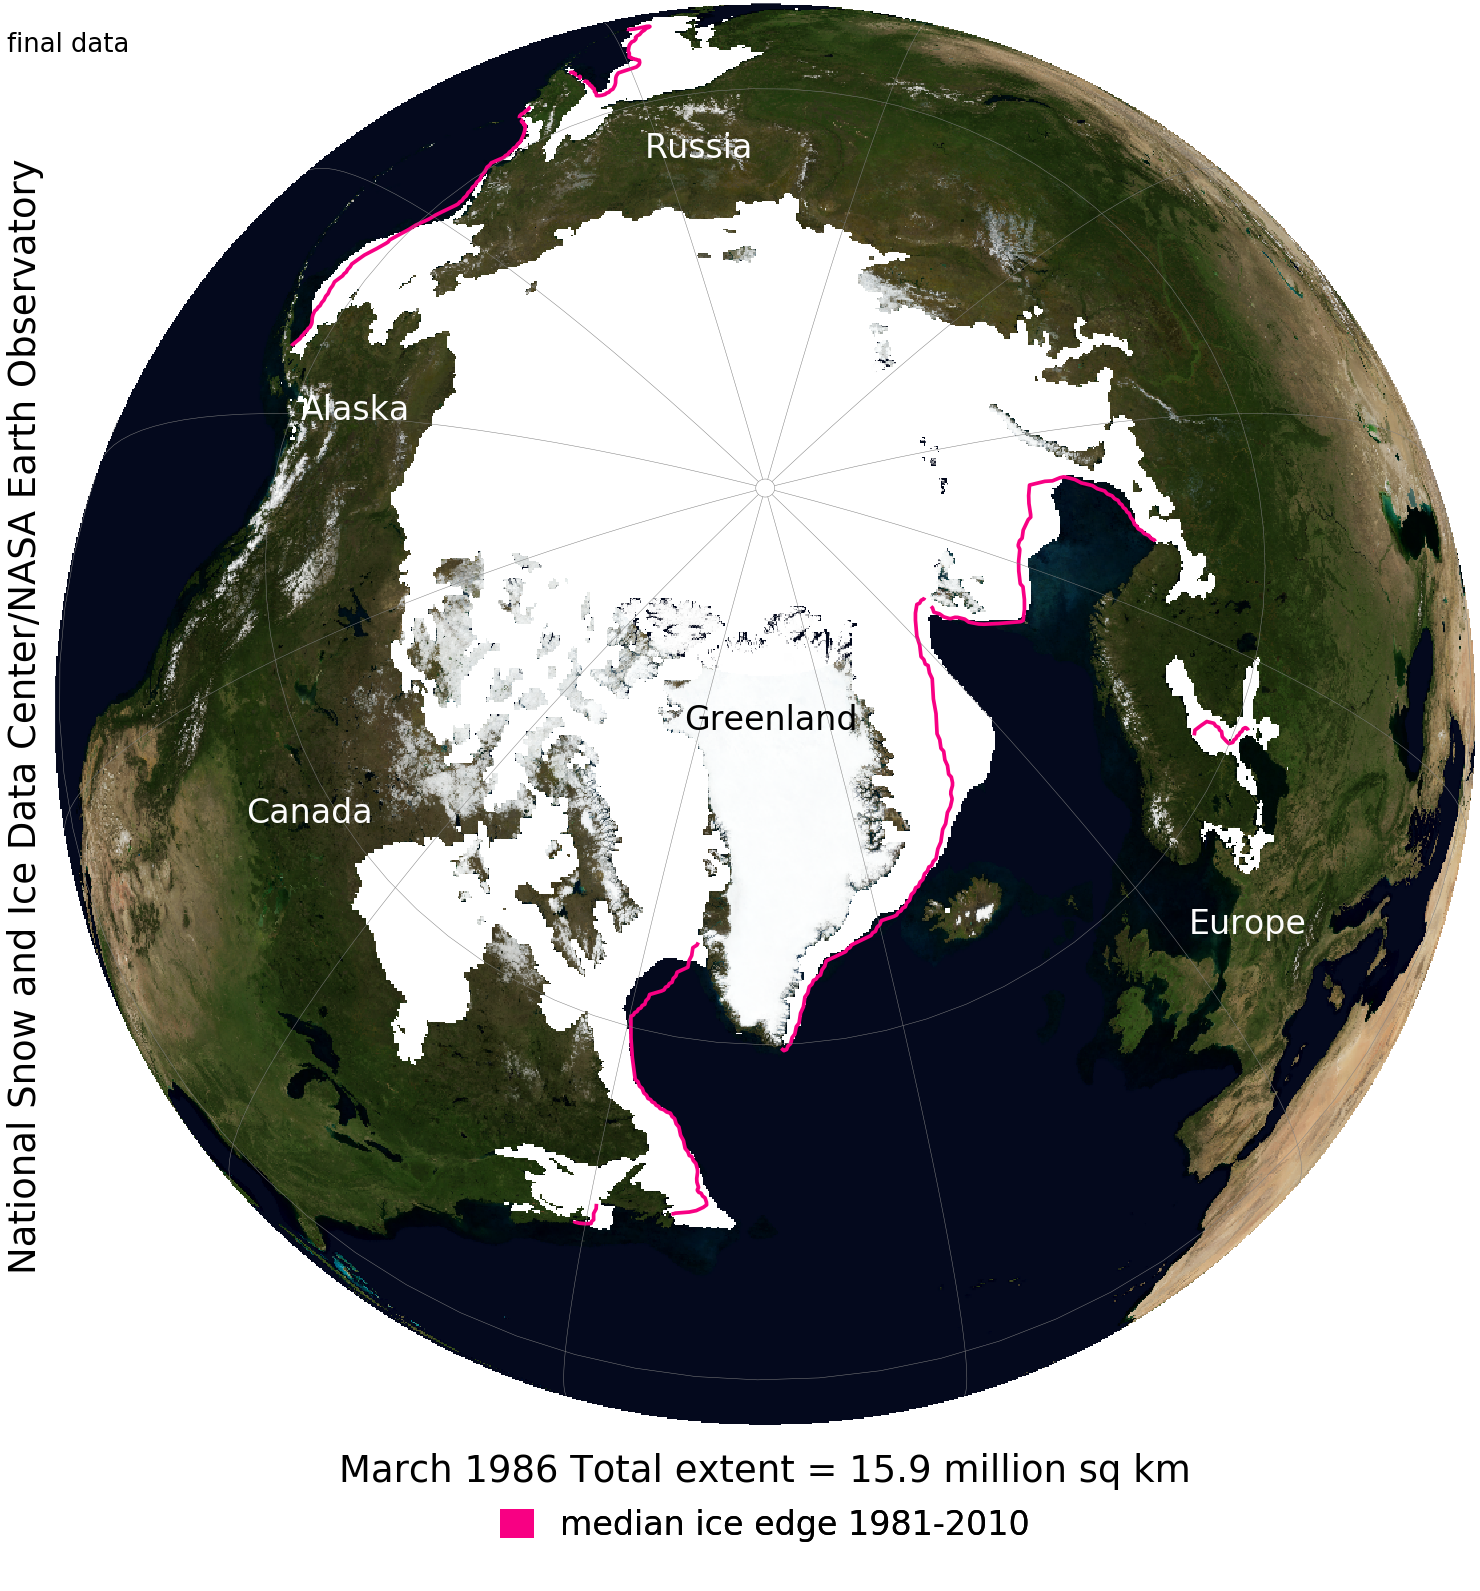 final data
National Snow and Ice Data Center/NASA Earth Observatory
Russia
Alaska
Greenland
Canada
Europe
March 1986 Total extent = 15.9 million sq km
median ice edge 1981-2010